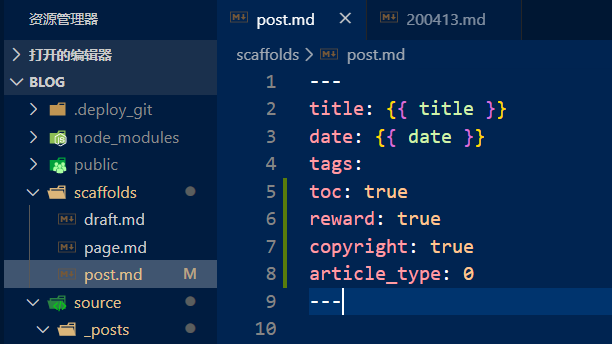 资源管理器
打开的编辑器
BLOG
.deploy_git
node_modules
public
scaffolds
draft.md
page.md
post.md M
source
_posts
post.md
200413.md
scaffolds > post.md
1 ---
2 title: {{ title }}
3 date: {{ date }}
4 tags:
5 toc: true
6 reward: true
7 copyright: true
8 article_type: 0
9 ---
10